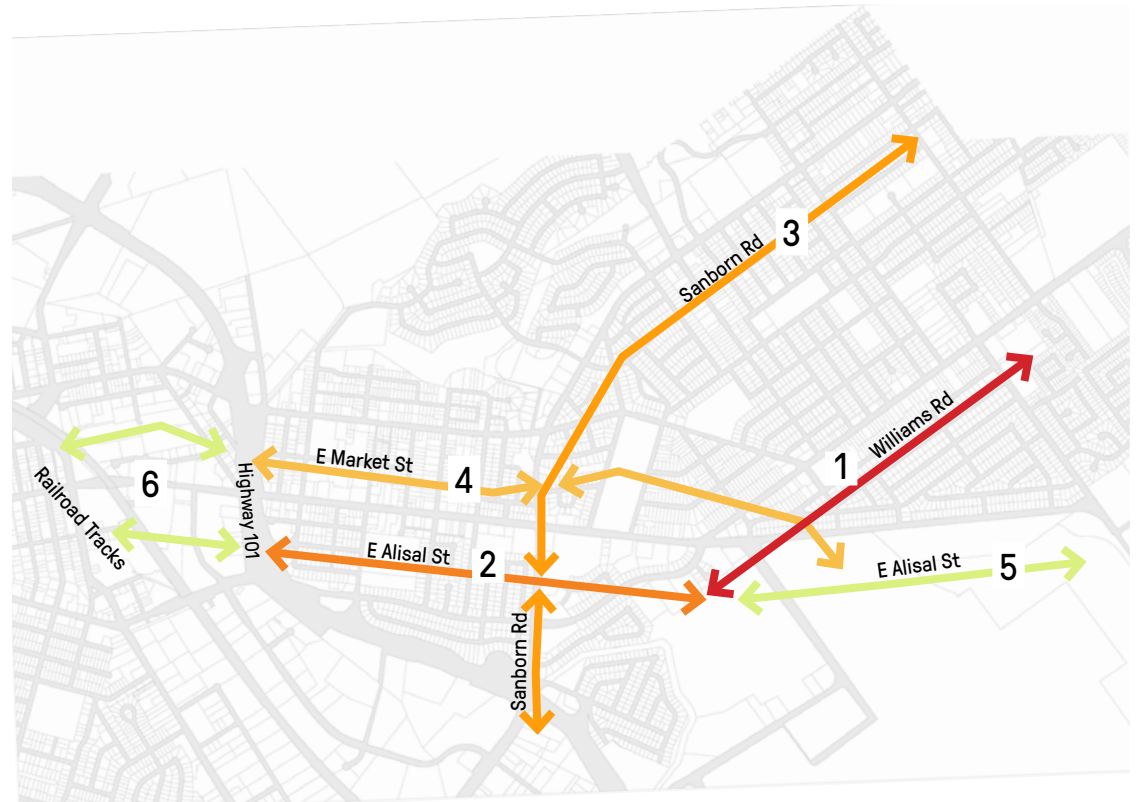 3
Sanborn Rd
Williams Rd
1
E Market St
4
6
Highway 101
Railroad Tracks
E Alisal St
2
E Alisal St
5
Sanborn Rd